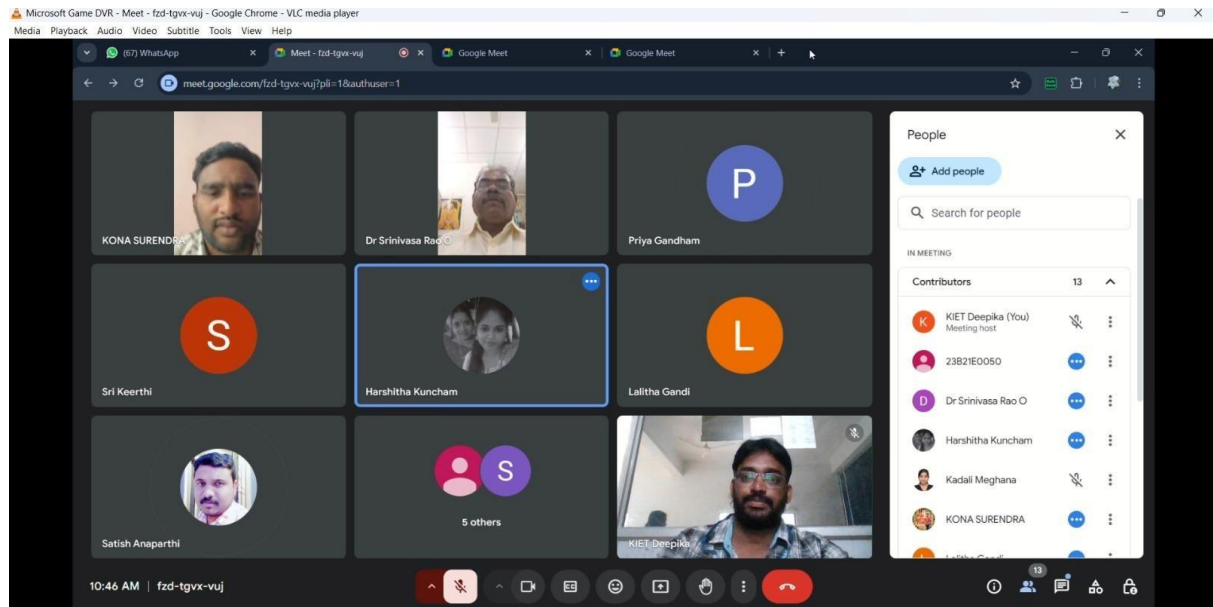 Microsoft Game DVR - Meet - fzd-tgvx-vuj - Google Chrome - VLC media player
Media Playback Audio Video Subtitle Tools View Help
(67) WhatsApp
Meet - fzd-tgvx-vuj
Google Meet
Google Meet
meet.google.com/fzd-tgvx-vuj?pli=1&authuser=1
KONA SURENDRA
Dr Srinivasa Rao O
P
Priya Gandham
S
Sri Keerthi
Harshitha Kuncham
L
Lalitha Gandi
Satish Anaparthi
S
5 others
KIET Deepika
People
Add people
Search for people
IN MEETING
Contributors 13
K
KIET Deepika (You)
Meeting host
23B21E0050
D
Dr Srinivasa Rao O
Harshitha Kuncham
Kadali Meghana
KONA SURENDRA
Lalitha Gandi
10:46 AM | fzd-tgvx-vuj
CC
13